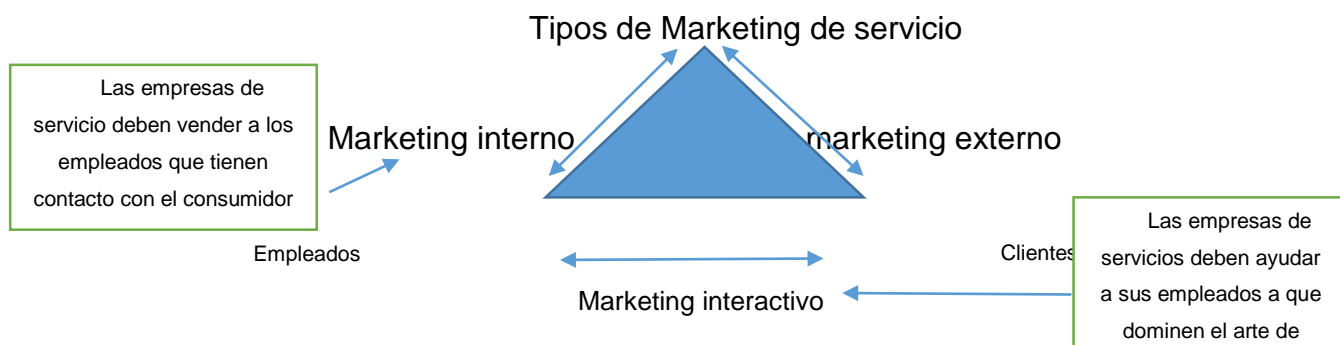 Tipos de Marketing de servicio
Las empresas de
servicio deben vender a los
empleados que tienen
contacto con el consumidor
Marketing interno
marketing externo
Empleados
Clientes
Las empresas de
servicios deben ayudar
a sus empleados a que
dominen el arte de
Marketing interactivo